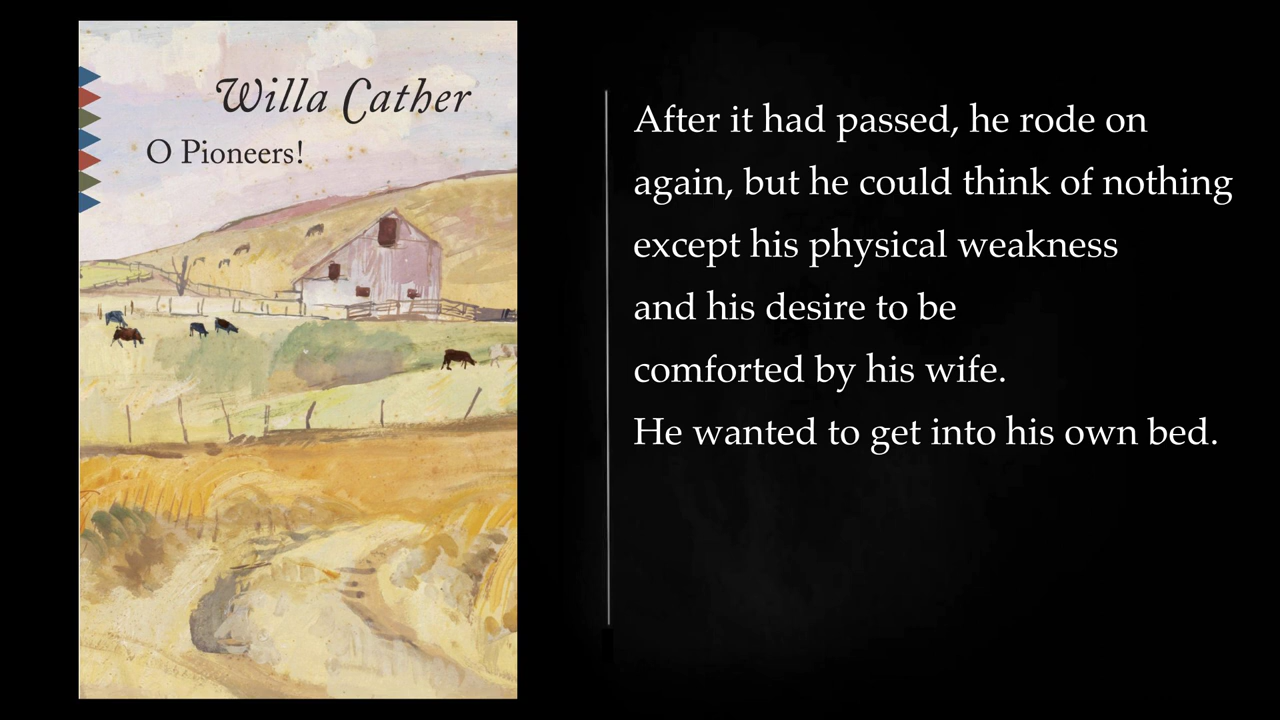 Willa Cather
O Pioneers!
After it had passed, he rode on
again, but he could think of nothing
except his physical weakness
and his desire to be
comforted by his wife.
He wanted to get into his own bed.